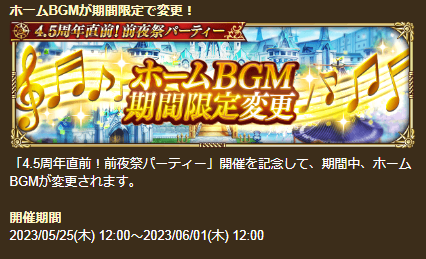 ホームBGMが期間限定で変更！
4.5周年直前！前夜祭パーティー
ホームBGM
期間限定変更
「4.5周年直前！前夜祭パーティー」開催を記念して、期間中、ホーム
BGMが変更されます。
開催期間
2023/05/25(木) 12:00～2023/06/01(木) 12:00